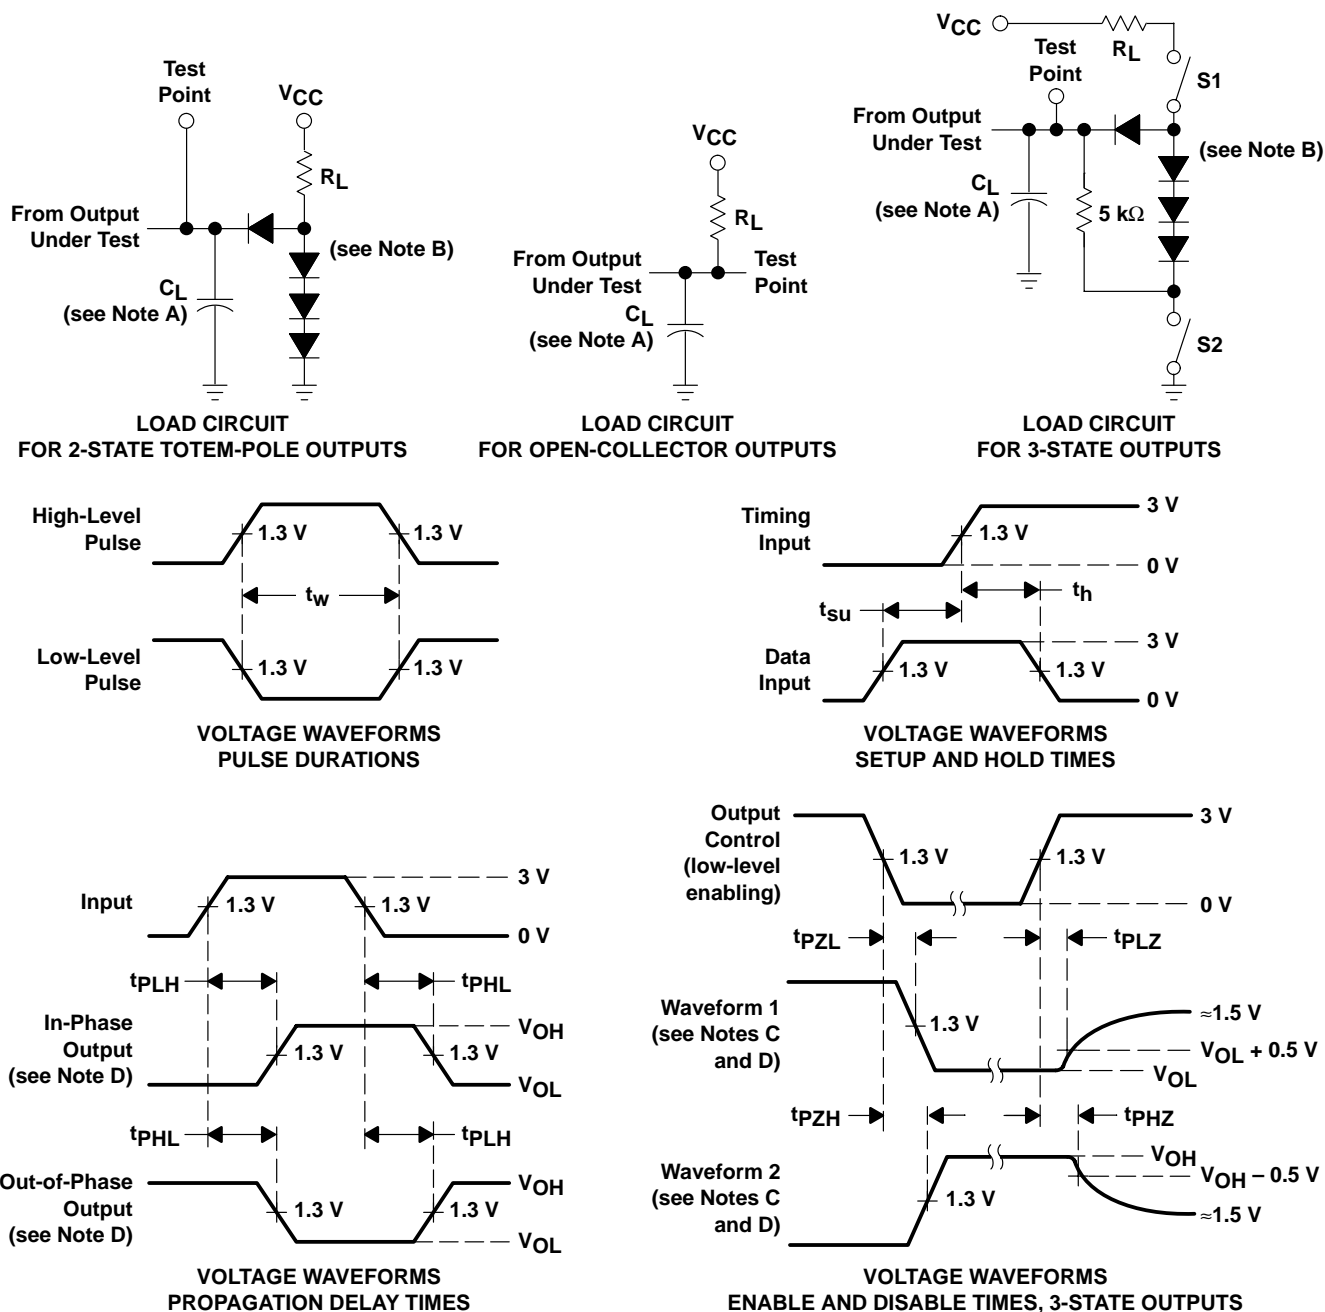 Test
Point
VCC
RL
From Output
Under Test
(see Note B)
CL
(see Note A)
LOAD CIRCUIT
FOR 2-STATE TOTEM-POLE OUTPUTS
VCC
RL
From Output
Under Test
Test
Point
CL
(see Note A)
LOAD CIRCUIT
FOR OPEN-COLLECTOR OUTPUTS
VCC
RL
Test
Point
S1
From Output
Under Test
(see Note B)
CL
(see Note A)
5 kΩ
S2
LOAD CIRCUIT
FOR 3-STATE OUTPUTS
High-Level
Pulse
1.3 V
1.3 V
tw
Low-Level
Pulse
1.3 V
1.3 V
VOLTAGE WAVEFORMS
PULSE DURATIONS
Timing
Input
1.3 V
3 V
0 V
th
tsu
Data
Input
1.3 V
1.3 V
3 V
0 V
VOLTAGE WAVEFORMS
SETUP AND HOLD TIMES
Input
1.3 V
1.3 V
3 V
0 V
tPLH
tPHL
In-Phase
Output
(see Note D)
1.3 V
1.3 V
VOH
VOL
tPHL
tPLH
Out-of-Phase
Output
(see Note D)
1.3 V
1.3 V
VOH
VOL
VOLTAGE WAVEFORMS
PROPAGATION DELAY TIMES
Output
Control
(low-level
enabling)
1.3 V
1.3 V
3 V
0 V
tPZL
tPLZ
Waveform 1
(see Notes C
and D)
1.3 V
≈1.5 V
VOL + 0.5 V
VOL
tPZH
tPHZ
Waveform 2
(see Notes C
and D)
1.3 V
VOH
VOH – 0.5 V
≈1.5 V
VOLTAGE WAVEFORMS
ENABLE AND DISABLE TIMES, 3-STATE OUTPUTS